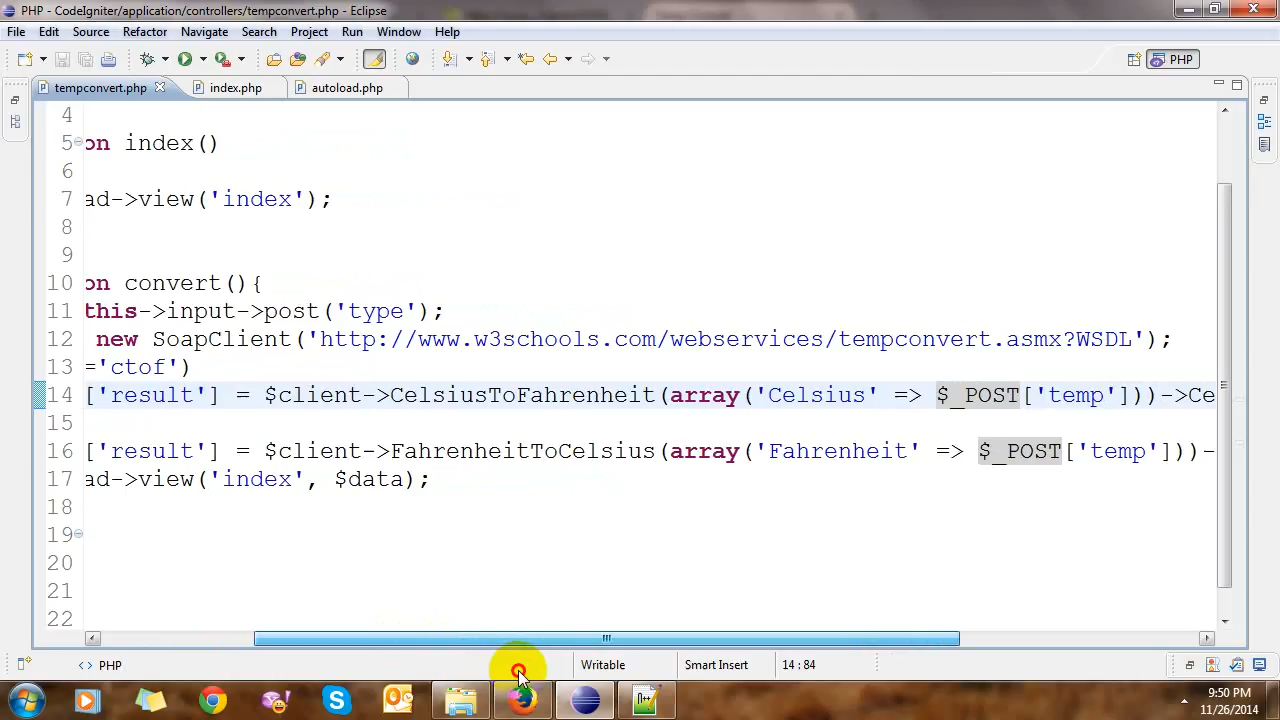 PHP - CodeIgniter/application/controllers/tempconvert.php - Eclipse
File Edit Source Refactor Navigate Search Project Run Window Help
PHP
tempconvert.php index.php autoload.php
4
5 on index()
6
7 ad->view('index');
8
9
10 on convert(){
11 this->input->post('type');
12 new SoapClient('http://www.w3schools.com/webservices/tempconvert.asmx?WSDL');
13 ='ctof')
14 ['result'] = $client->CelsiusToFahrenheit(array('Celsius' => $_POST['temp']))->Ce
15
16 ['result'] = $client->FahrenheitToCelsius(array('Fahrenheit' => $_POST['temp']))-
17 ad->view('index', $data);
18
19
20
21
22
PHP Writable Smart Insert 14 : 84
9:50 PM
11/26/2014